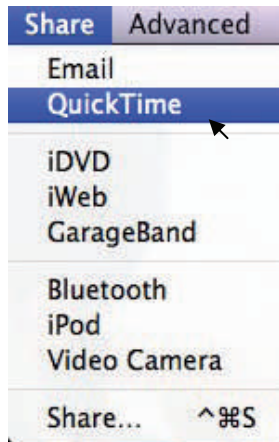 Share Advanced
Email
QuickTime
iDVD
iWeb
GarageBand
Bluetooth
iPod
Video Camera
Share... ^⌘S